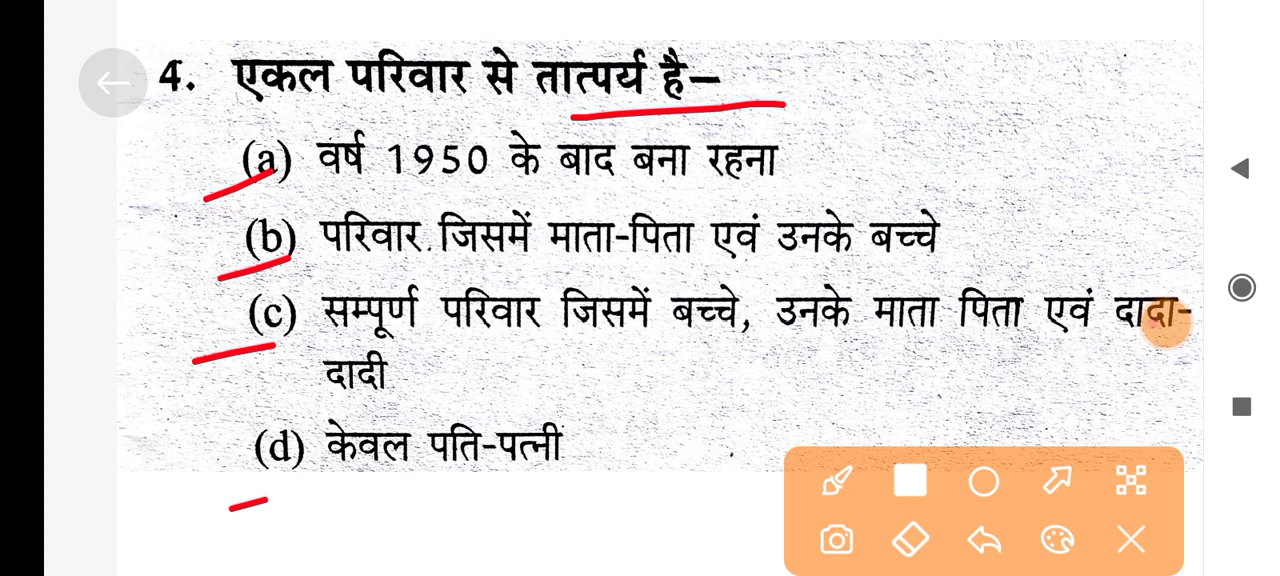 4. एकल परिवार से तात्पर्य है–
(a) वर्ष 1950 के बाद बना रहना
(b) परिवार जिसमें माता-पिता एवं उनके बच्चे
(c) सम्पूर्ण परिवार जिसमें बच्चे, उनके माता पिता एवं दादा-
दादी
(d) केवल पति-पत्नी